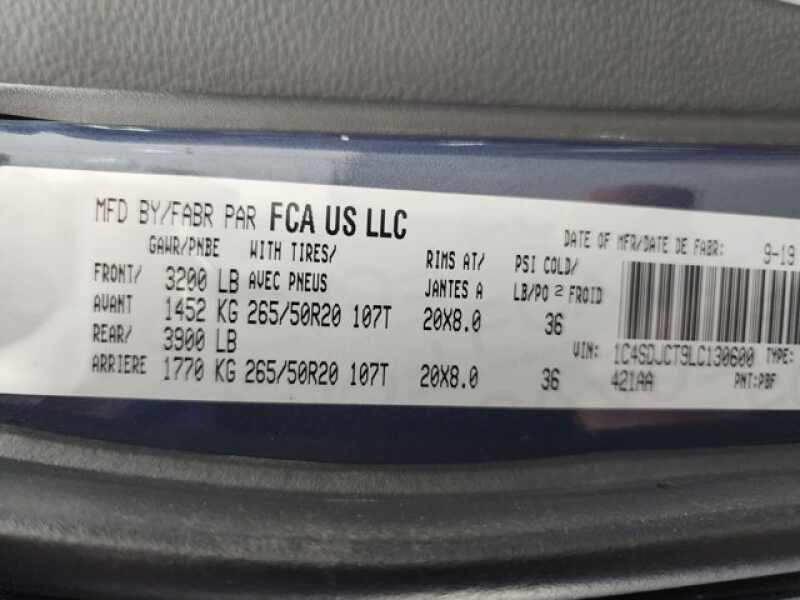 MFD BY/FABR PAR FCA US LLC
DATE OF MFR/DATE DE FABR: 9-19
GAWR/PNBE WITH TIRES/ RIMS AT/ PSI COLD/
FRONT/ 3200 LB AVEC PNEUS JANTES A LB/PO 2 FROID
AVANT 1452 KG 265/50R20 107T 20X8.0 36
REAR/ 3900 LB
ARRIERE 1770 KG 265/50R20 107T 20X8.0 36
VIN: 1C4SDJCT9LC130600 TYPE:
421AA PNT:PBF